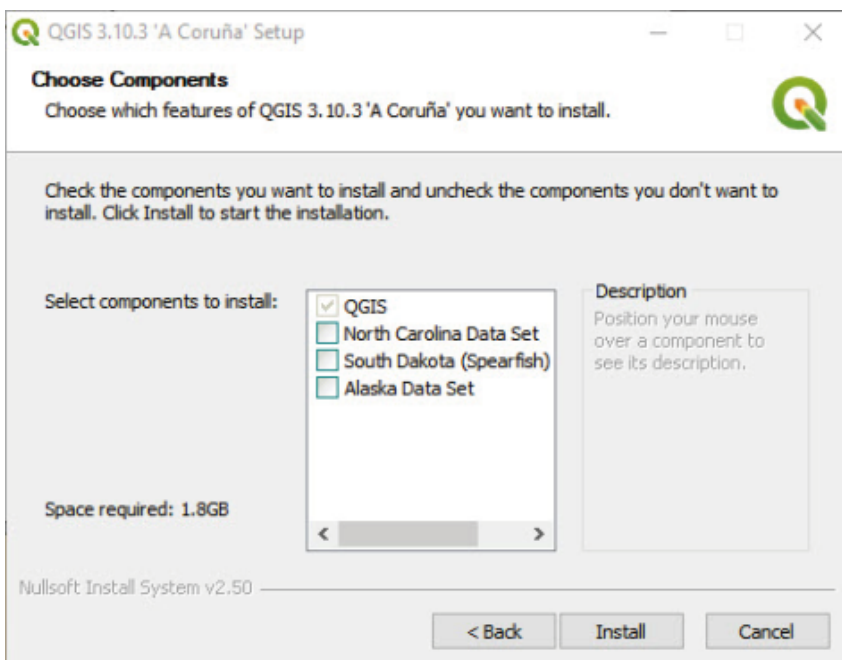 QGIS 3.10.3 'A Coruña' Setup
Choose Components
Choose which features of QGIS 3.10.3 'A Coruña' you want to install.
Check the components you want to install and uncheck the components you don't want to
install. Click Install to start the installation.
Select components to install:
QGIS
North Carolina Data Set
South Dakota (Spearfish)
Alaska Data Set
Description
Position your mouse
over a component to
see its description.
Space required: 1.8GB
Nullsoft Install System v2.50
< Back
Install
Cancel